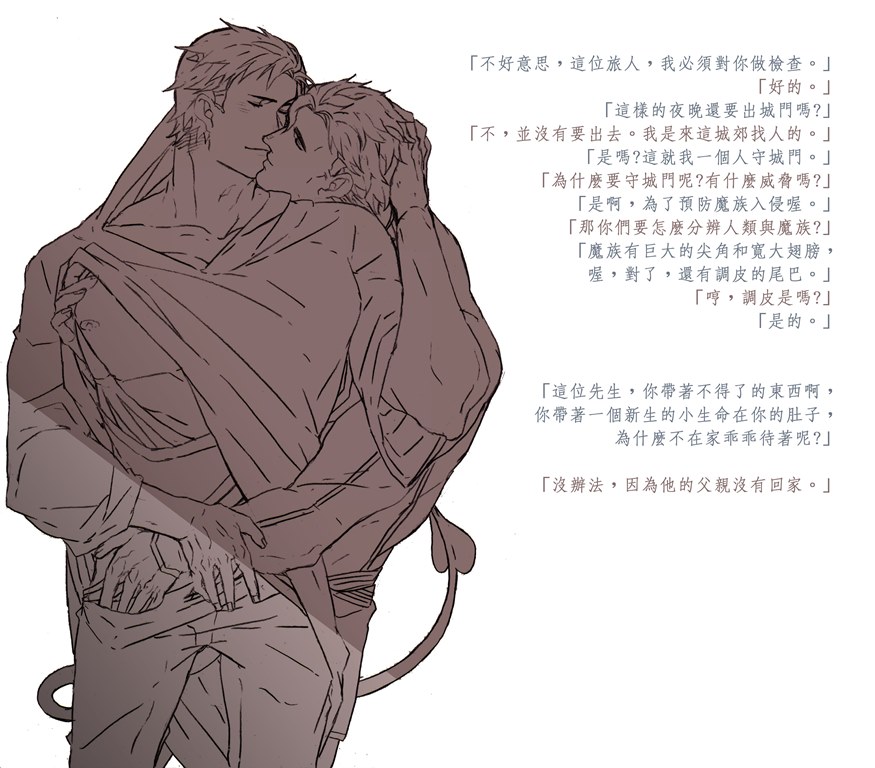 「不好意思，這位旅人，我必須對你做檢查。」
「好的。」
「這樣的夜晚還要出城門嗎?」
「不，並沒有要出去。我是來這城郊找人的。」
「是嗎?這就我一個人守城門。」
「為什麼要守城門呢?有什麼威脅嗎?」
「是啊，為了預防魔族入侵喔。」
「那你們要怎麼分辨人類與魔族?」
「魔族有巨大的尖角和寬大翅膀，
喔，對了，還有調皮的尾巴。」
「哼，調皮是嗎?」
「是的。」
「這位先生，你帶著不得了的東西啊，
你帶著一個新生的小生命在你的肚子，
為什麼不在家乖乖待著呢?」
「沒辦法，因為他的父親沒有回家。」